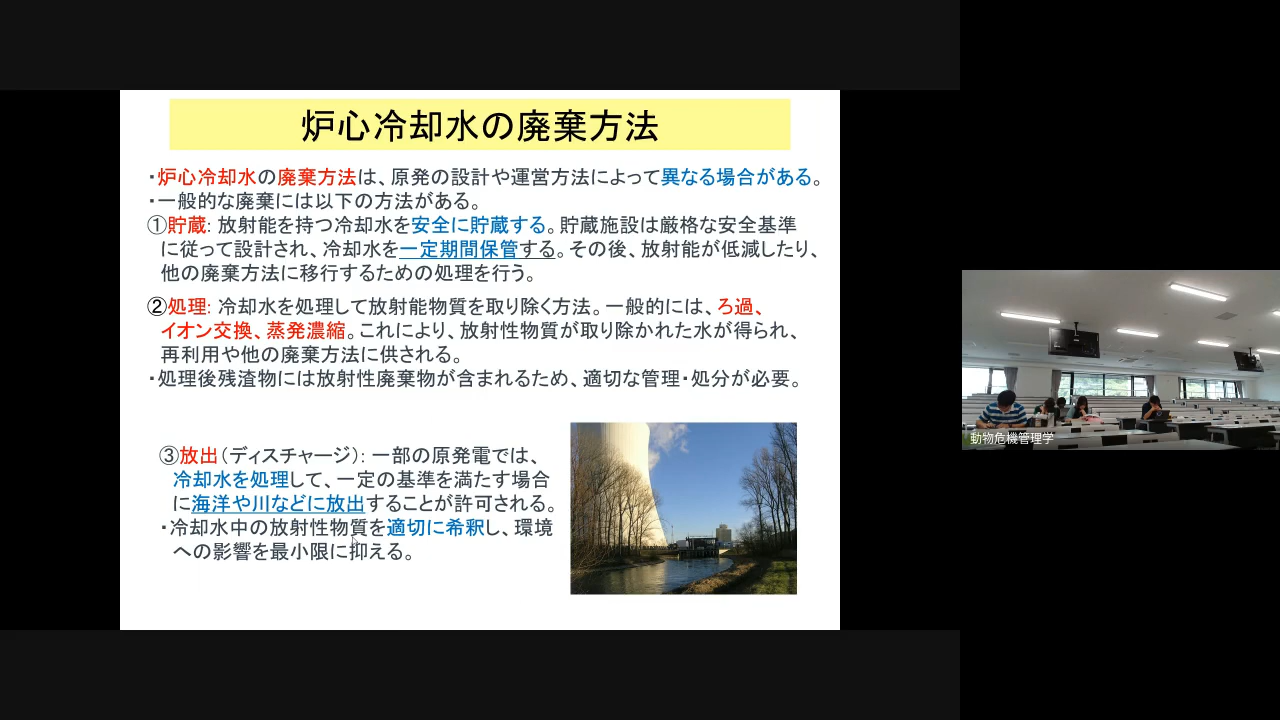 炉心冷却水の廃棄方法
・炉心冷却水の廃棄方法は、原発の設計や運営方法によって異なる場合がある。
・一般的な廃棄には以下の方法がある。
①貯蔵: 放射能を持つ冷却水を安全に貯蔵する。貯蔵施設は厳格な安全基準
に従って設計され、冷却水を一定期間保管する。その後、放射能が低減したり、
他の廃棄方法に移行するための処理を行う。
②処理: 冷却水を処理して放射能物質を取り除く方法。一般的には、ろ過、
イオン交換、蒸発濃縮。これにより、放射性物質が取り除かれた水が得られ、
再利用や他の廃棄方法に供される。
・処理後残渣物には放射性廃棄物が含まれるため、適切な管理・処分が必要。
③放出（ディスチャージ）: 一部の原発電では、
冷却水を処理して、一定の基準を満たす場合
に海洋や川などに放出することが許可される。
・冷却水中の放射性物質を適切に希釈し、環境
への影響を最小限に抑える。
動物危機管理学